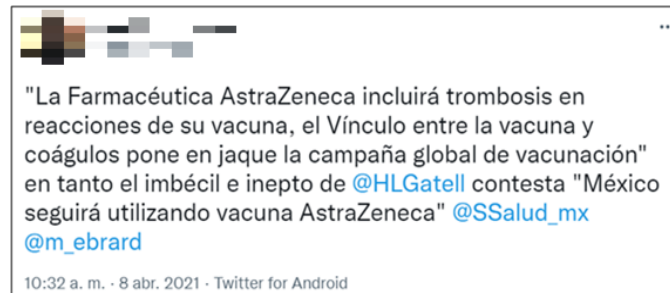 "La Farmacéutica AstraZeneca incluirá trombosis en
reacciones de su vacuna, el Vínculo entre la vacuna y
coágulos pone en jaque la campaña global de vacunación"
en tanto el imbécil e inepto de @HLGatell contesta "México
seguirá utilizando vacuna AstraZeneca" @SSalud_mx
@m_ebrard
10:32 a. m. · 8 abr. 2021 · Twitter for Android